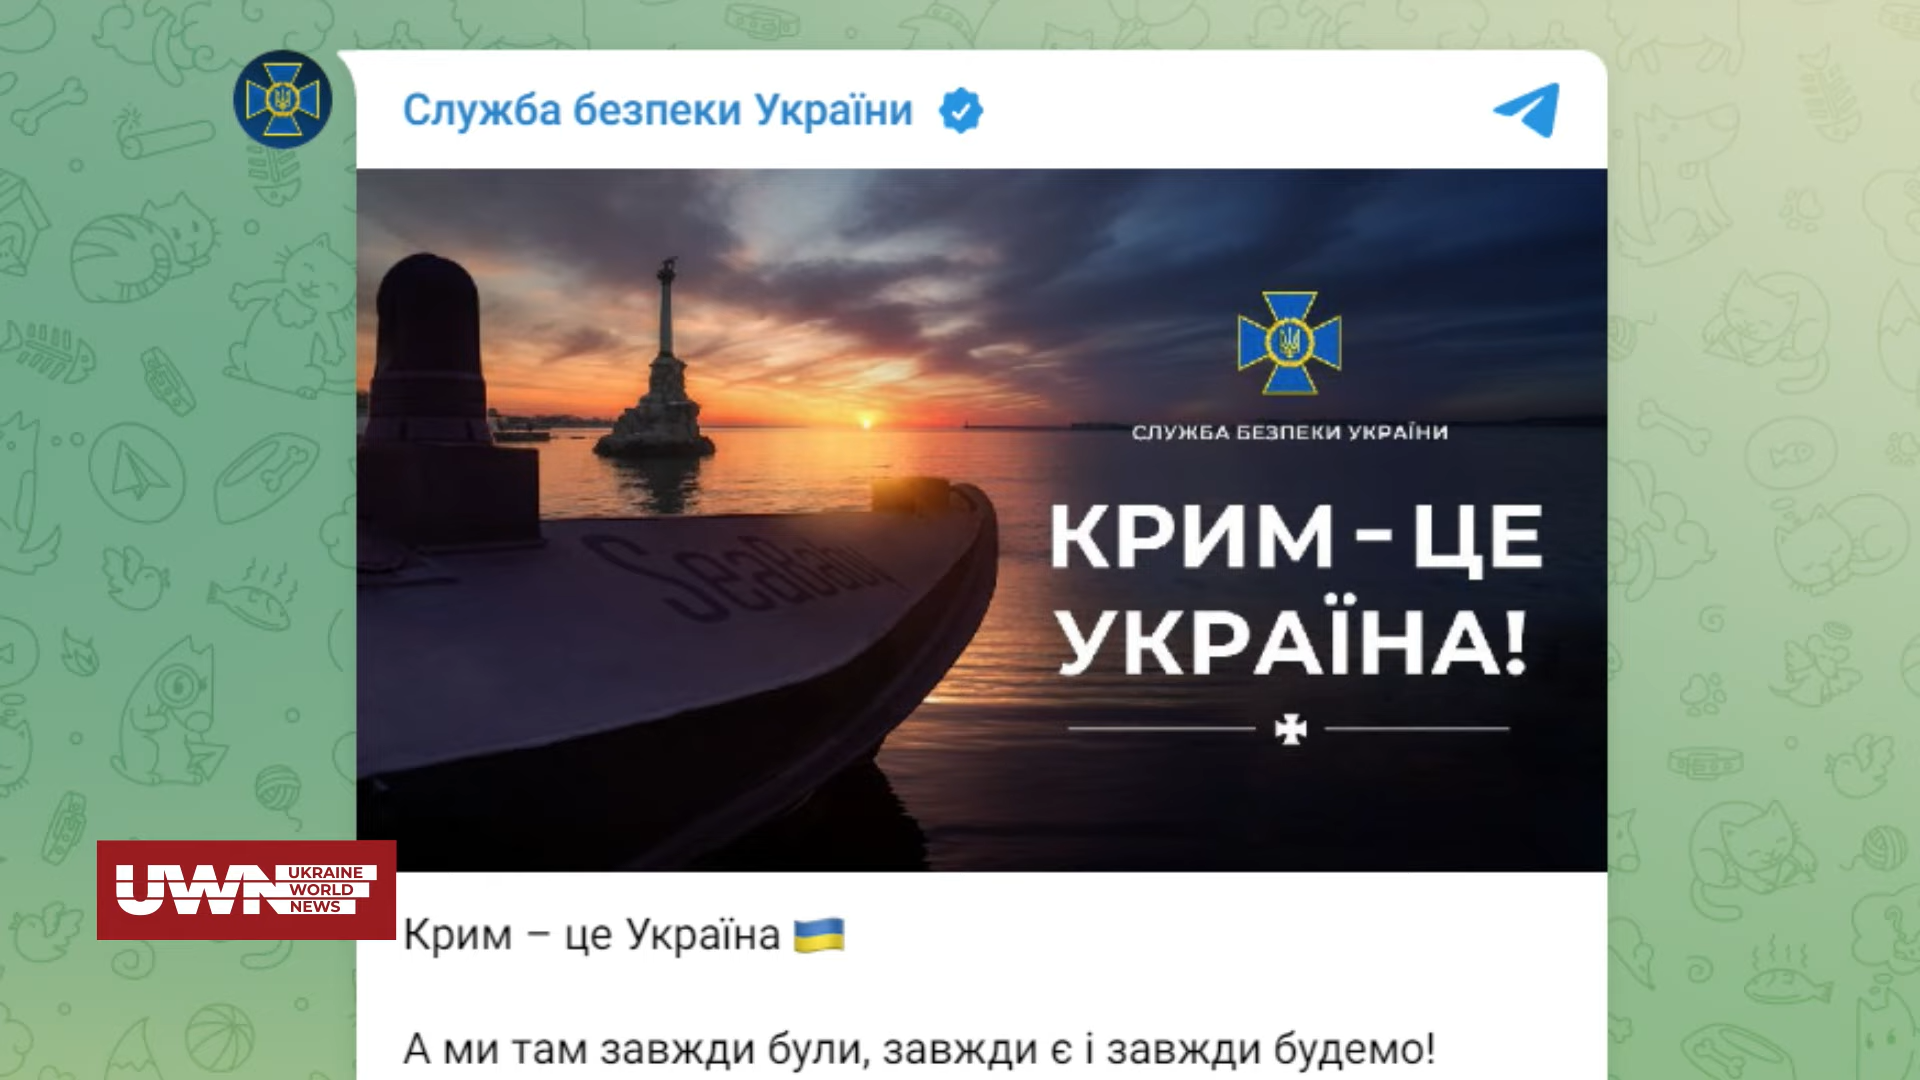 Служба безпеки України
SeaBaby
СЛУЖБА БЕЗПЕКИ УКРАЇНИ
КРИМ – ЦЕ
УКРАЇНА!
UWN UKRAINE
WORLD
NEWS
Крим – це Україна 🇺🇦
А ми там завжди були, завжди є і завжди будемо!